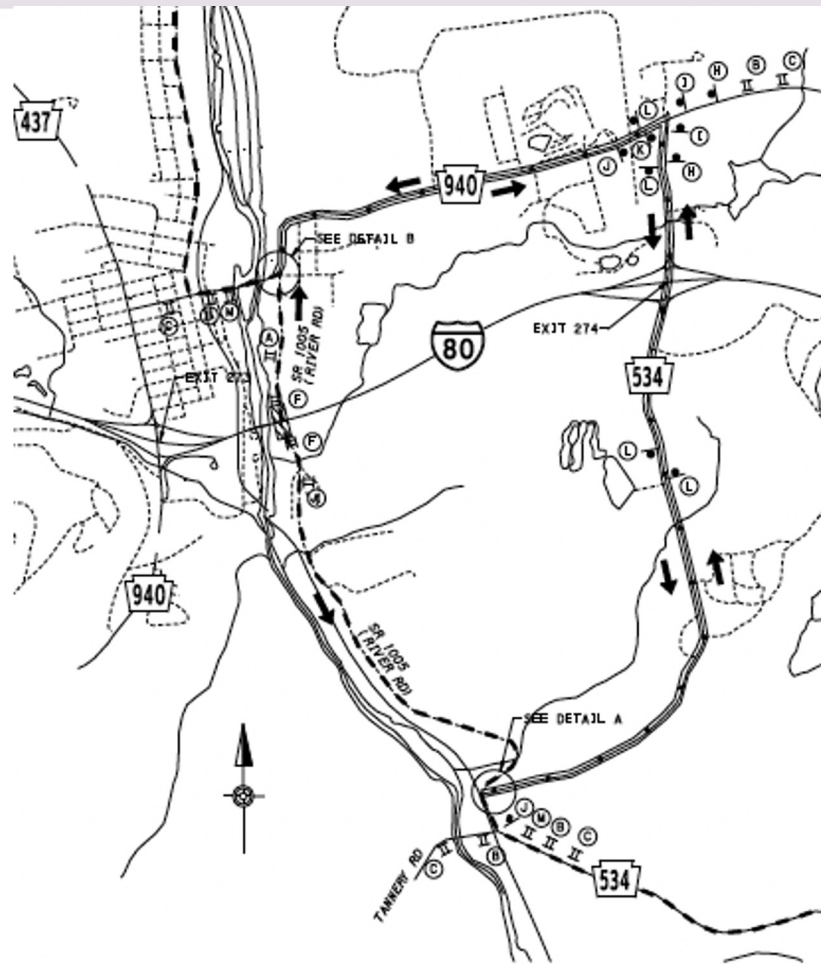 437
C
B
H
I
L
940
J
K
I
L
H
SEE DETAIL B
M
C
A
SR 1005
(RIVER RD)
80
EXIT 274
534
EXIT 273
F
F
L
L
940
SR 1005
(RIVER RD)
SEE DETAIL A
J
M
B
C
B
C
TANNERY RD
534